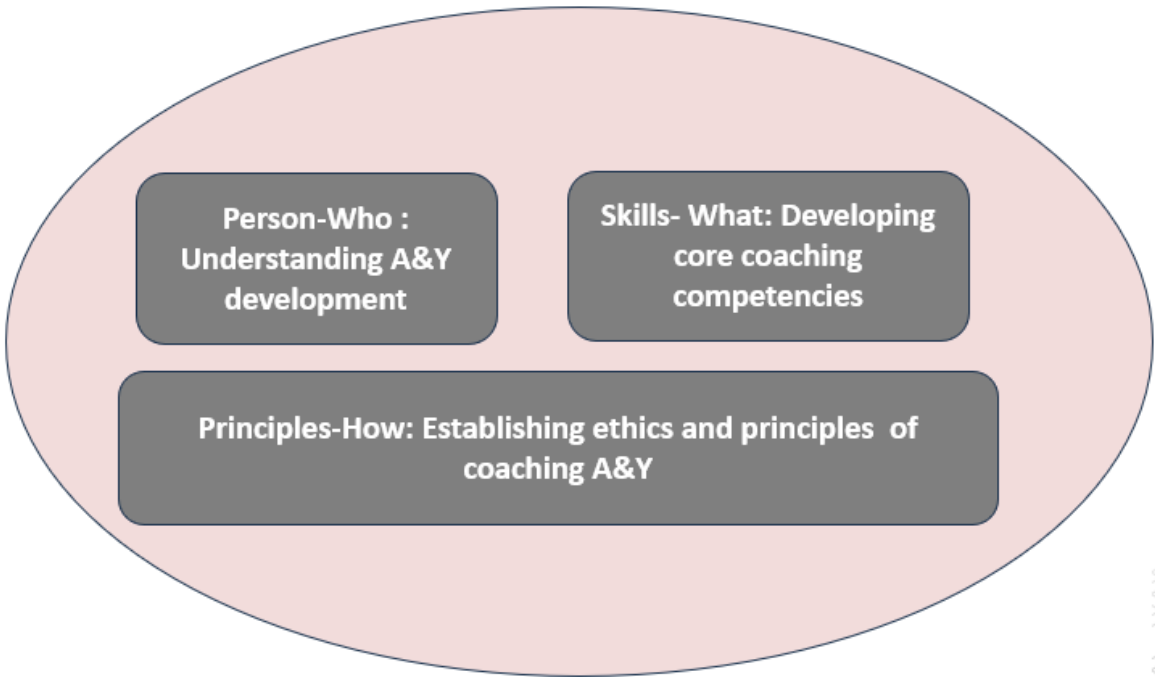 Person-Who :
Understanding A&Y
development
Skills- What: Developing
core coaching
competencies
Principles-How: Establishing ethics and principles  of
coaching A&Y